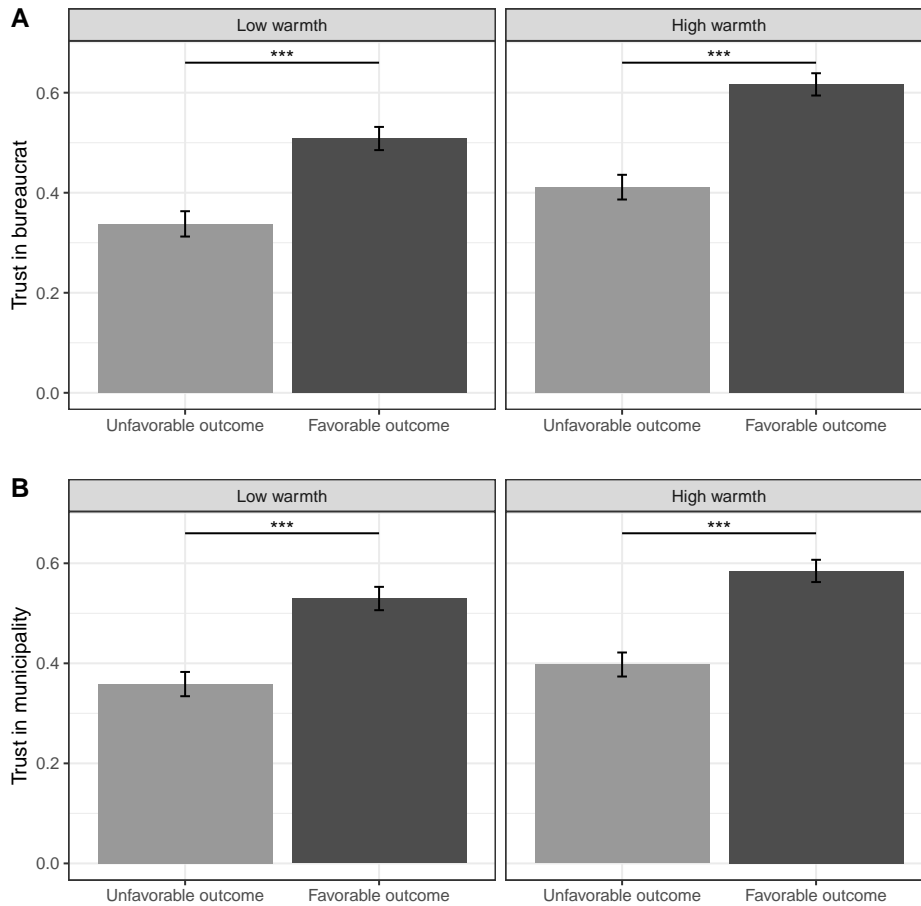 A
Low warmth
High warmth
***
***
Trust in bureaucrat
0.6
0.4
0.2
0.0
Unfavorable outcome
Favorable outcome
Unfavorable outcome
Favorable outcome
B
Low warmth
High warmth
***
***
Trust in municipality
0.6
0.4
0.2
0.0
Unfavorable outcome
Favorable outcome
Unfavorable outcome
Favorable outcome